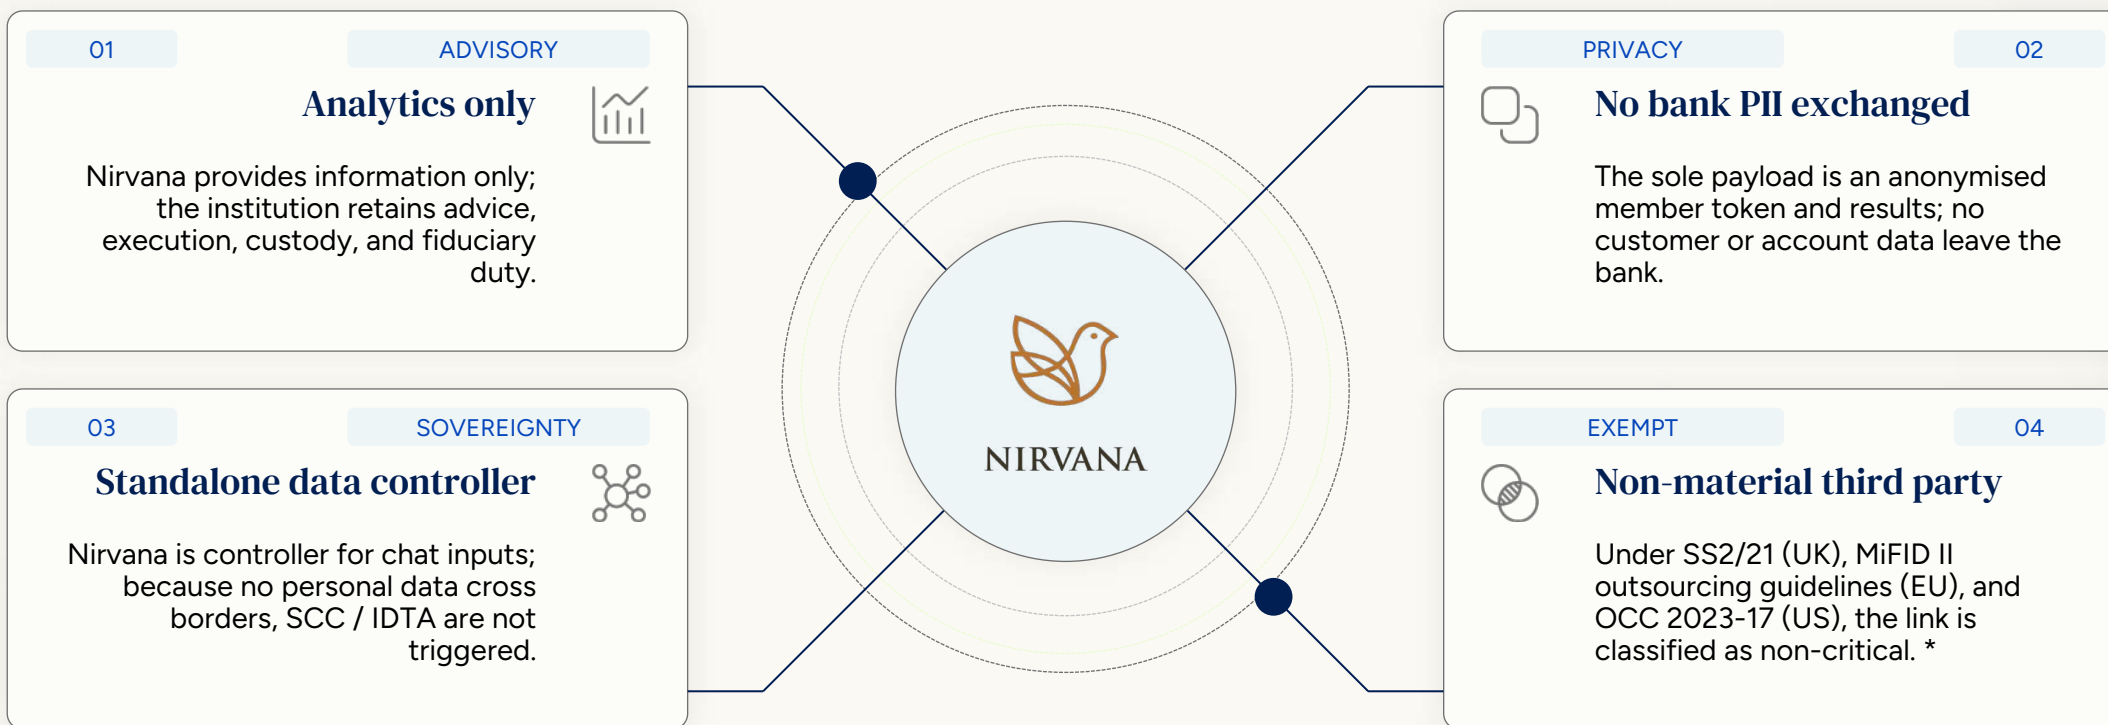 01
ADVISORY
Analytics only
Nirvana provides information only;
the institution retains advice,
execution, custody, and fiduciary
duty.
PRIVACY
02
No bank PII exchanged
The sole payload is an anonymised
member token and results; no
customer or account data leave the
bank.
NIRVANA
03
SOVEREIGNTY
Standalone data controller
Nirvana is controller for chat inputs;
because no personal data cross
borders, SCC / IDTA are not
triggered.
EXEMPT
04
Non-material third party
Under SS2/21 (UK), MiFID II
outsourcing guidelines (EU), and
OCC 2023-17 (US), the link is
classified as non-critical. *